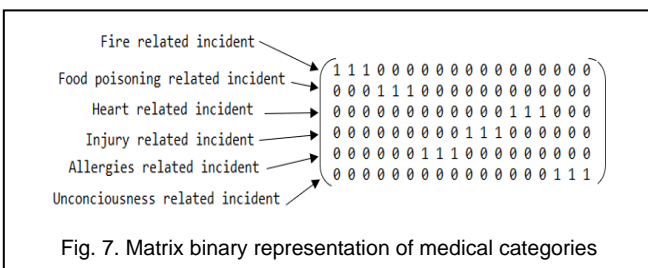 Fire related incident
1 1 1 0 0 0 0 0 0 0 0 0 0 0 0 0 0 0
Food poisoning related incident
0 0 0 1 1 1 0 0 0 0 0 0 0 0 0 0 0 0
Heart related incident
0 0 0 0 0 0 0 0 0 0 0 0 1 1 1 0 0 0
Injury related incident
0 0 0 0 0 0 0 0 0 1 1 1 0 0 0 0 0 0
Allergies related incident
0 0 0 0 0 0 1 1 1 0 0 0 0 0 0 0 0 0
Unconciousness related incident
0 0 0 0 0 0 0 0 0 0 0 0 0 0 0 1 1 1
Fig. 7. Matrix binary representation of medical categories